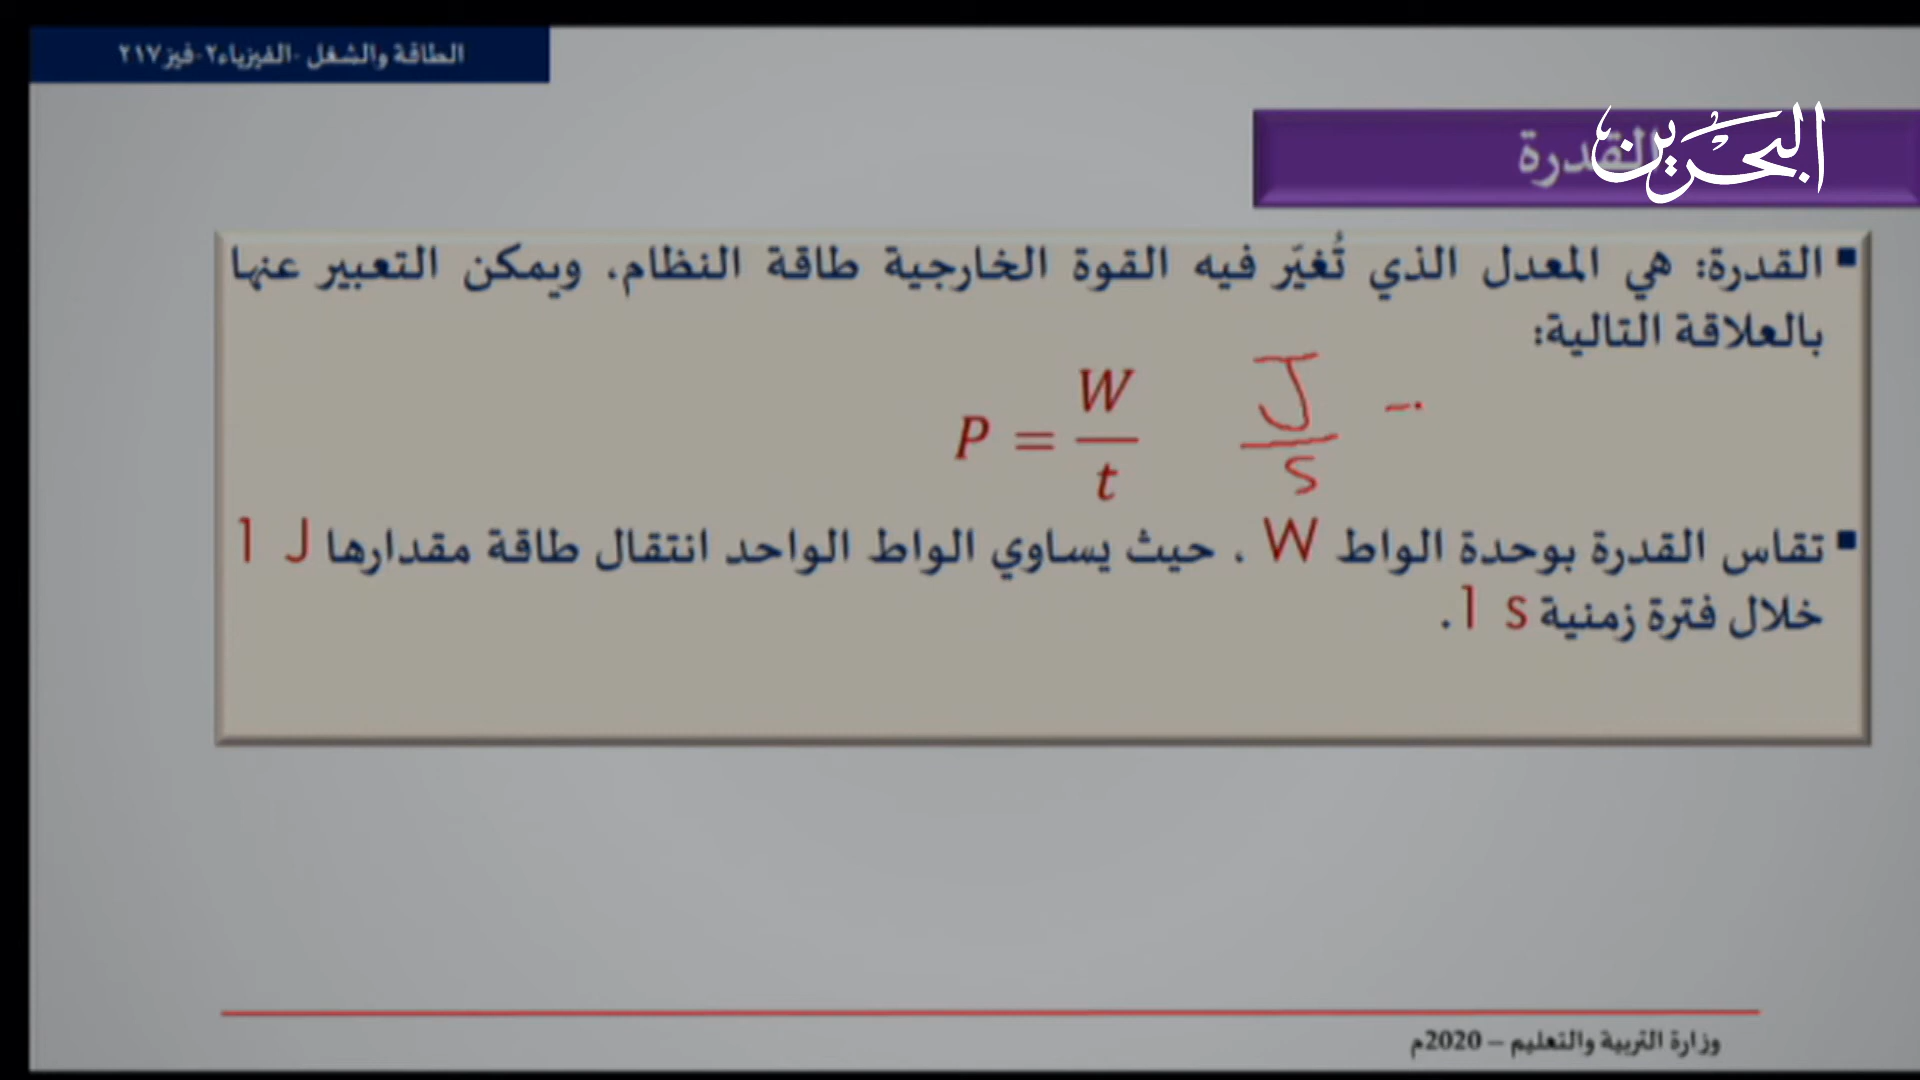 الطاقة والشغل -الفيزياء٢-فيز٢١٧
البحرين
القدرة
▪ القدرة: هي المعدل الذي تُغيّر فيه القوة الخارجية طاقة النظام، ويمكن التعبير عنها
بالعلاقة التالية:
P = W/t
J/s
▪ تقاس القدرة بوحدة الواط W ، حيث يساوي الواط الواحد انتقال طاقة مقدارها 1 J
خلال فترة زمنية 1 s.
وزارة التربية والتعليم – 2020م